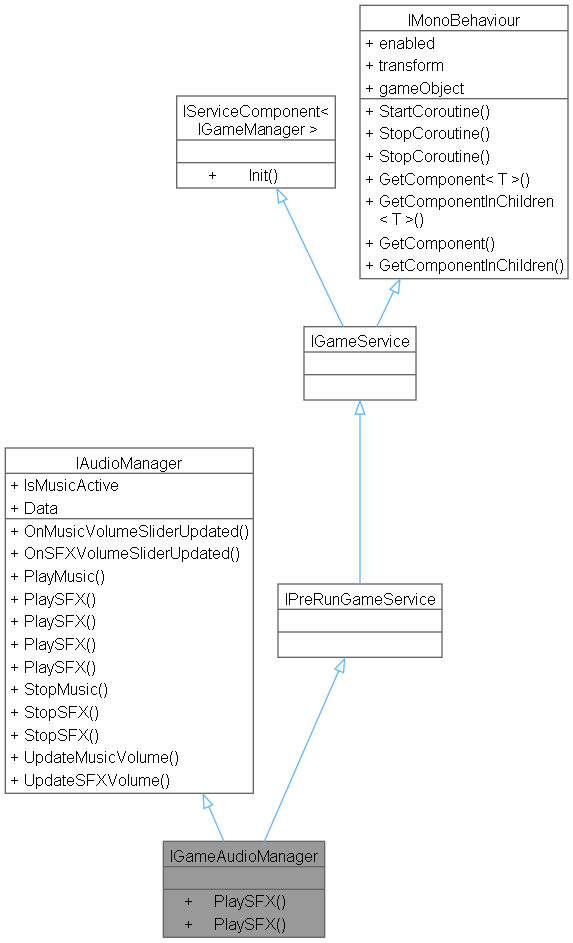 IMonoBehaviour
+ enabled
+ transform
+ gameObject
+ StartCoroutine()
+ StopCoroutine()
+ StopCoroutine()
+ GetComponent< T >()
+ GetComponentInChildren
< T >()
+ GetComponent()
+ GetComponentInChildren()
IServiceComponent<
IGameManager >
+ Init()
IGameService
IAudioManager
+ IsMusicActive
+ Data
+ OnMusicVolumeSliderUpdated()
+ OnSFXVolumeSliderUpdated()
+ PlayMusic()
+ PlaySFX()
+ PlaySFX()
+ PlaySFX()
+ PlaySFX()
+ StopMusic()
+ StopSFX()
+ StopSFX()
+ UpdateMusicVolume()
+ UpdateSFXVolume()
IPreRunGameService
IGameAudioManager
+ PlaySFX()
+ PlaySFX()